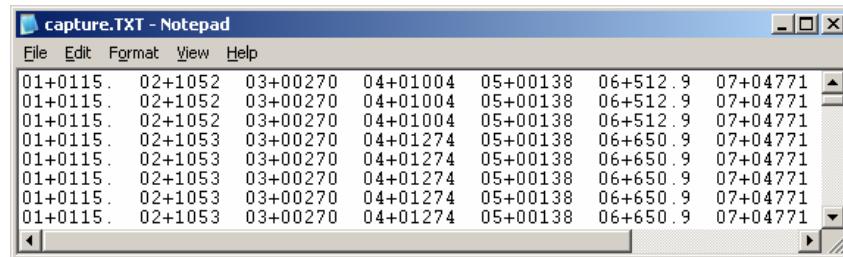 capture.TXT - Notepad
File Edit Format View Help
01+0115. 02+1052 03+00270 04+01004 05+00138 06+512.9 07+04771
01+0115. 02+1052 03+00270 04+01004 05+00138 06+512.9 07+04771
01+0115. 02+1052 03+00270 04+01004 05+00138 06+512.9 07+04771
01+0115. 02+1053 03+00270 04+01274 05+00138 06+650.9 07+04771
01+0115. 02+1053 03+00270 04+01274 05+00138 06+650.9 07+04771
01+0115. 02+1053 03+00270 04+01274 05+00138 06+650.9 07+04771
01+0115. 02+1053 03+00270 04+01274 05+00138 06+650.9 07+04771
01+0115. 02+1053 03+00270 04+01274 05+00138 06+650.9 07+04771